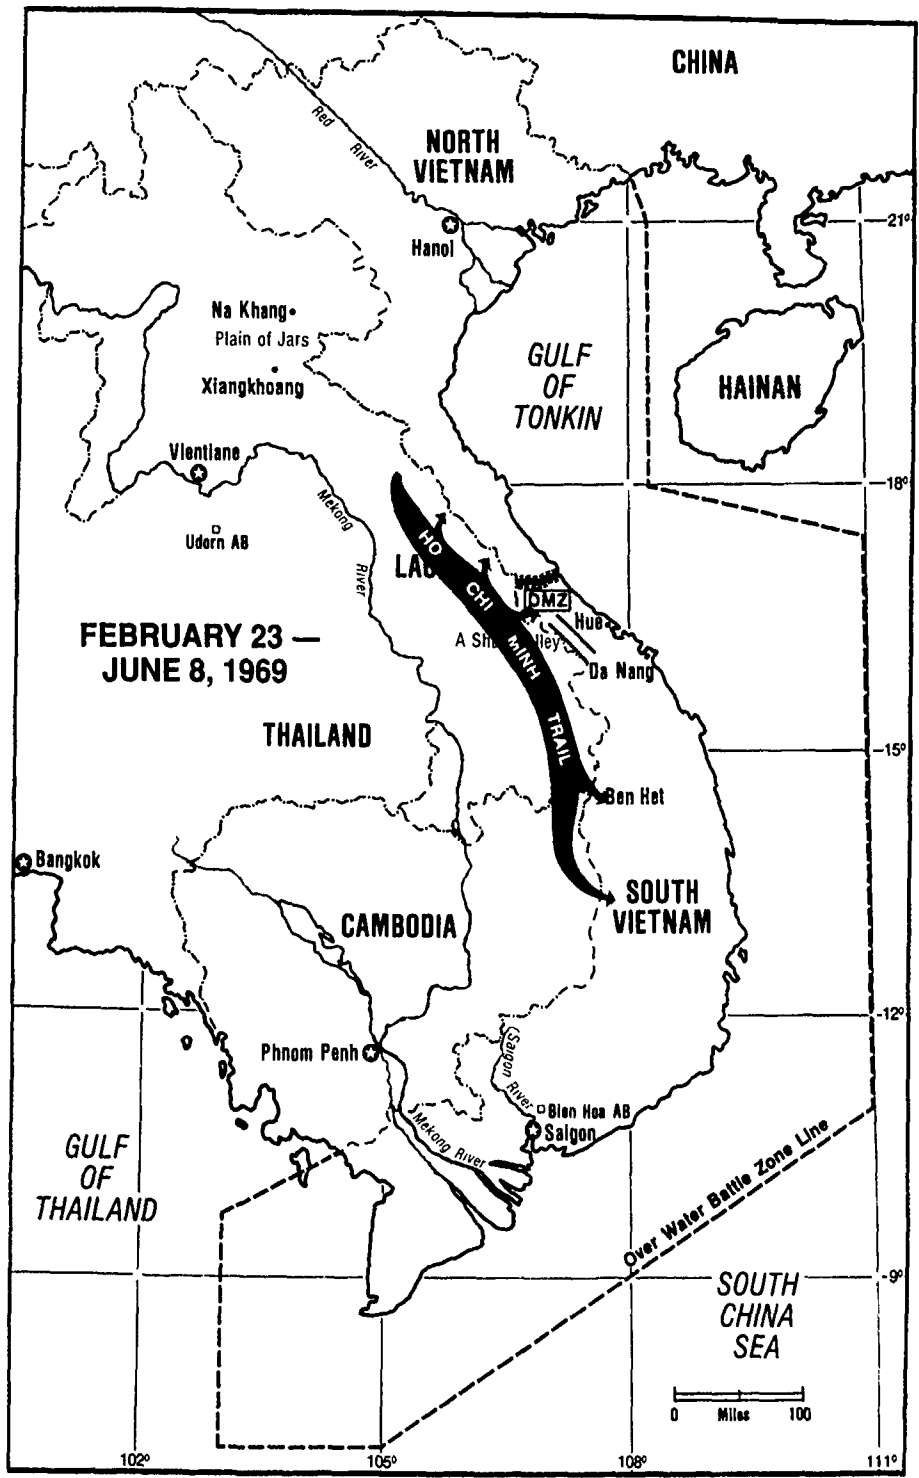 CHINA
Red
River
NORTH
VIETNAM
21°
Hanoi
Na Khang
Plain of Jars
Xiangkhoang
GULF
OF
TONKIN
HAINAN
Vientiane
18°
Mekong
River
Udorn AB
HO
CHI
MINH
TRAIL
DMZ
Hue
A Sh
lley
Da Nang
FEBRUARY 23 —
JUNE 8, 1969
THAILAND
15°
Ben Het
Bangkok
CAMBODIA
SOUTH
VIETNAM
12°
Phnom Penh
Saigon
River
Bien Hoa AB
Saigon
Mekong River
GULF
OF
THAILAND
Over Water Battle Zone Line
9°
SOUTH
CHINA
SEA
0 Miles 100
102°
105°
108°
111°